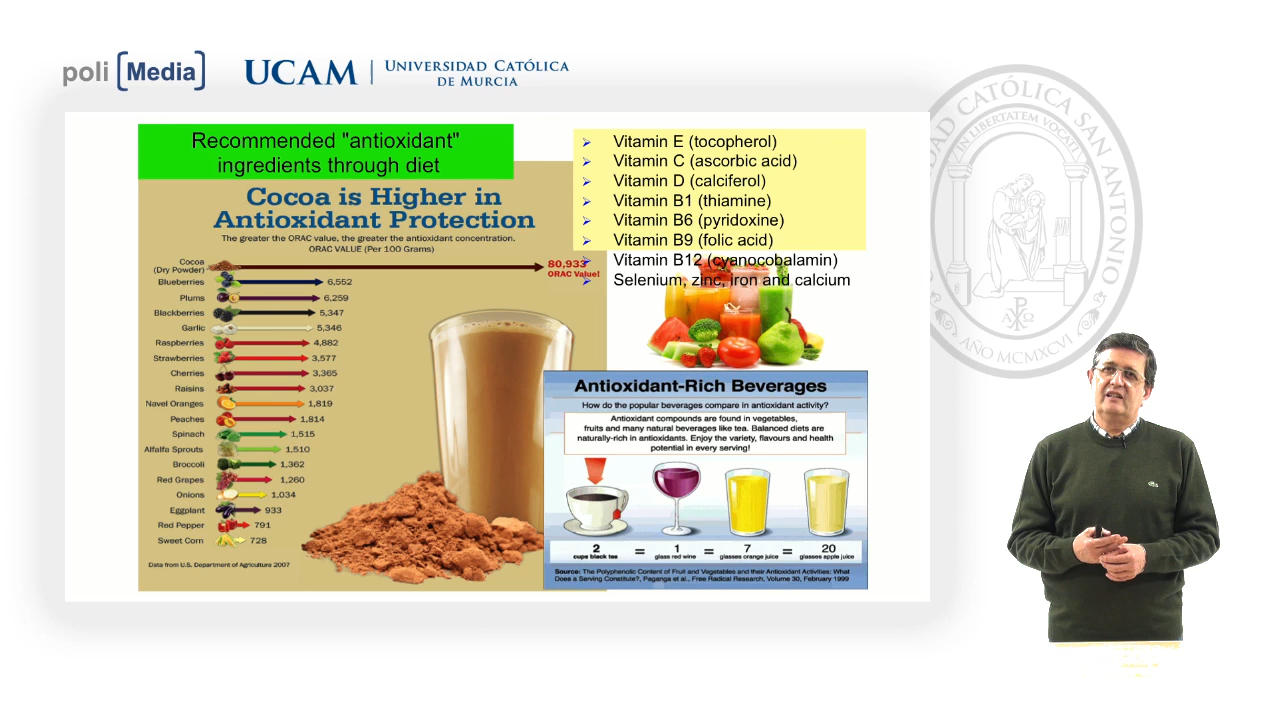 poli [Media]
UCAM
UNIVERSIDAD CATÓLICA
DE MURCIA
Recommended "antioxidant"
ingredients through diet
Cocoa is Higher in
Antioxidant Protection
The greater the ORAC value, the greater the antioxidant concentration.
ORAC VALUE (Per 100 Grams)
Cocoa
(Dry Powder)
80,933
ORAC Value!
Blueberries 6,552
Plums 6,259
Blackberries 5,347
Garlic 5,346
Raspberries 4,882
Strawberries 3,577
Cherries 3,365
Raisins 3,037
Navel Oranges 1,819
Peaches 1,814
Spinach 1,515
Alfalfa Sprouts 1,510
Broccoli 1,362
Red Grapes 1,260
Onions 1,034
Eggplant 933
Red Pepper 791
Sweet Corn 728
Data from U.S. Department of Agriculture 2007
Vitamin E (tocopherol)
Vitamin C (ascorbic acid)
Vitamin D (calciferol)
Vitamin B1 (thiamine)
Vitamin B6 (pyridoxine)
Vitamin B9 (folic acid)
Vitamin B12 (cyanocobalamin)
Selenium, zinc, iron and calcium
Antioxidant-Rich Beverages
How do the popular beverages compare in antioxidant activity?
Antioxidant compounds are found in vegetables,
fruits and many natural beverages like tea. Balanced diets are
naturally-rich in antioxidants. Enjoy the variety, flavours and health
potential in every serving!
2 = 1 = 7 = 20
cups black tea glass red wine glasses orange juice glasses apple juice
Source: The Polyphenolic Content of Fruit and Vegetables and their Antioxidant Activities: What
Does a Serving Constitute?, Paganga et al., Free Radical Research, Volume 30, February 1999
CATÓLICA SAN ANTONIO
IN LIBERTATEM VOCATI
AÑO MCMXCVI